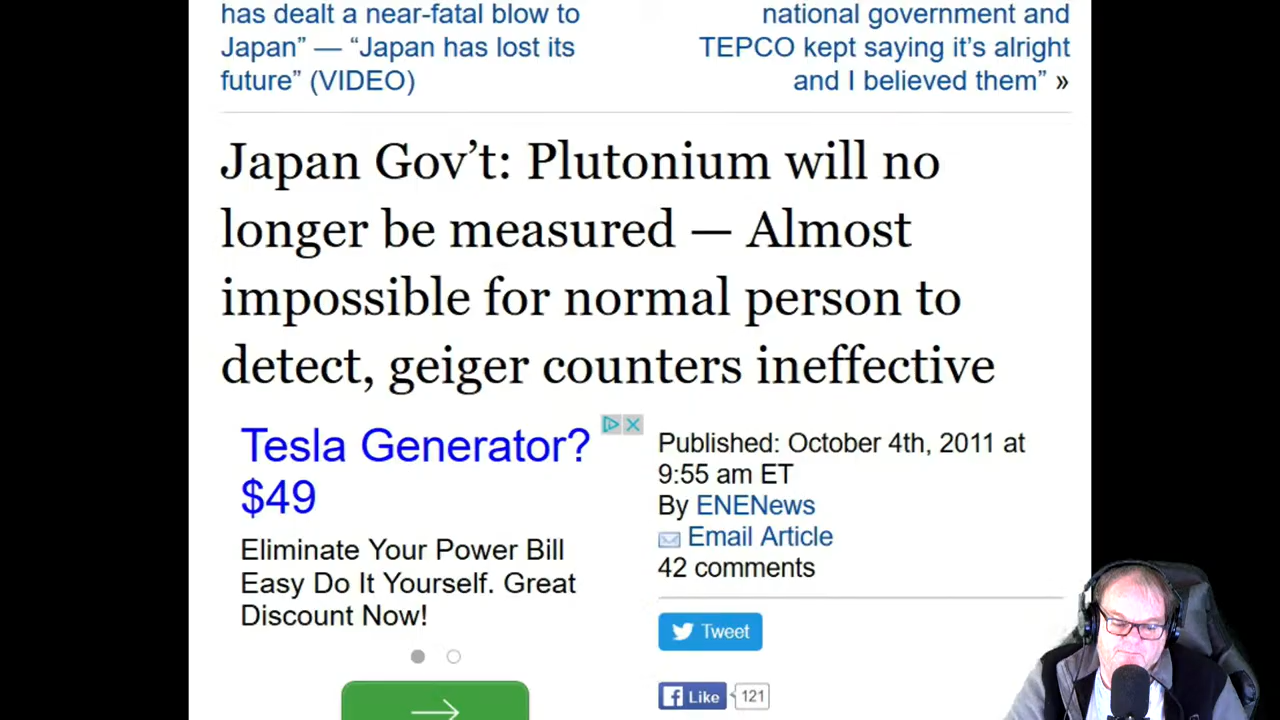 has dealt a near-fatal blow to
Japan” — “Japan has lost its
future” (VIDEO)
national government and
TEPCO kept saying it’s alright
and I believed them” »
Japan Gov’t: Plutonium will no
longer be measured — Almost
impossible for normal person to
detect, geiger counters ineffective
Tesla Generator?
$49
Eliminate Your Power Bill
Easy Do It Yourself. Great
Discount Now!
Published: October 4th, 2011 at
9:55 am ET
By ENENews
Email Article
42 comments
Tweet
Like 121